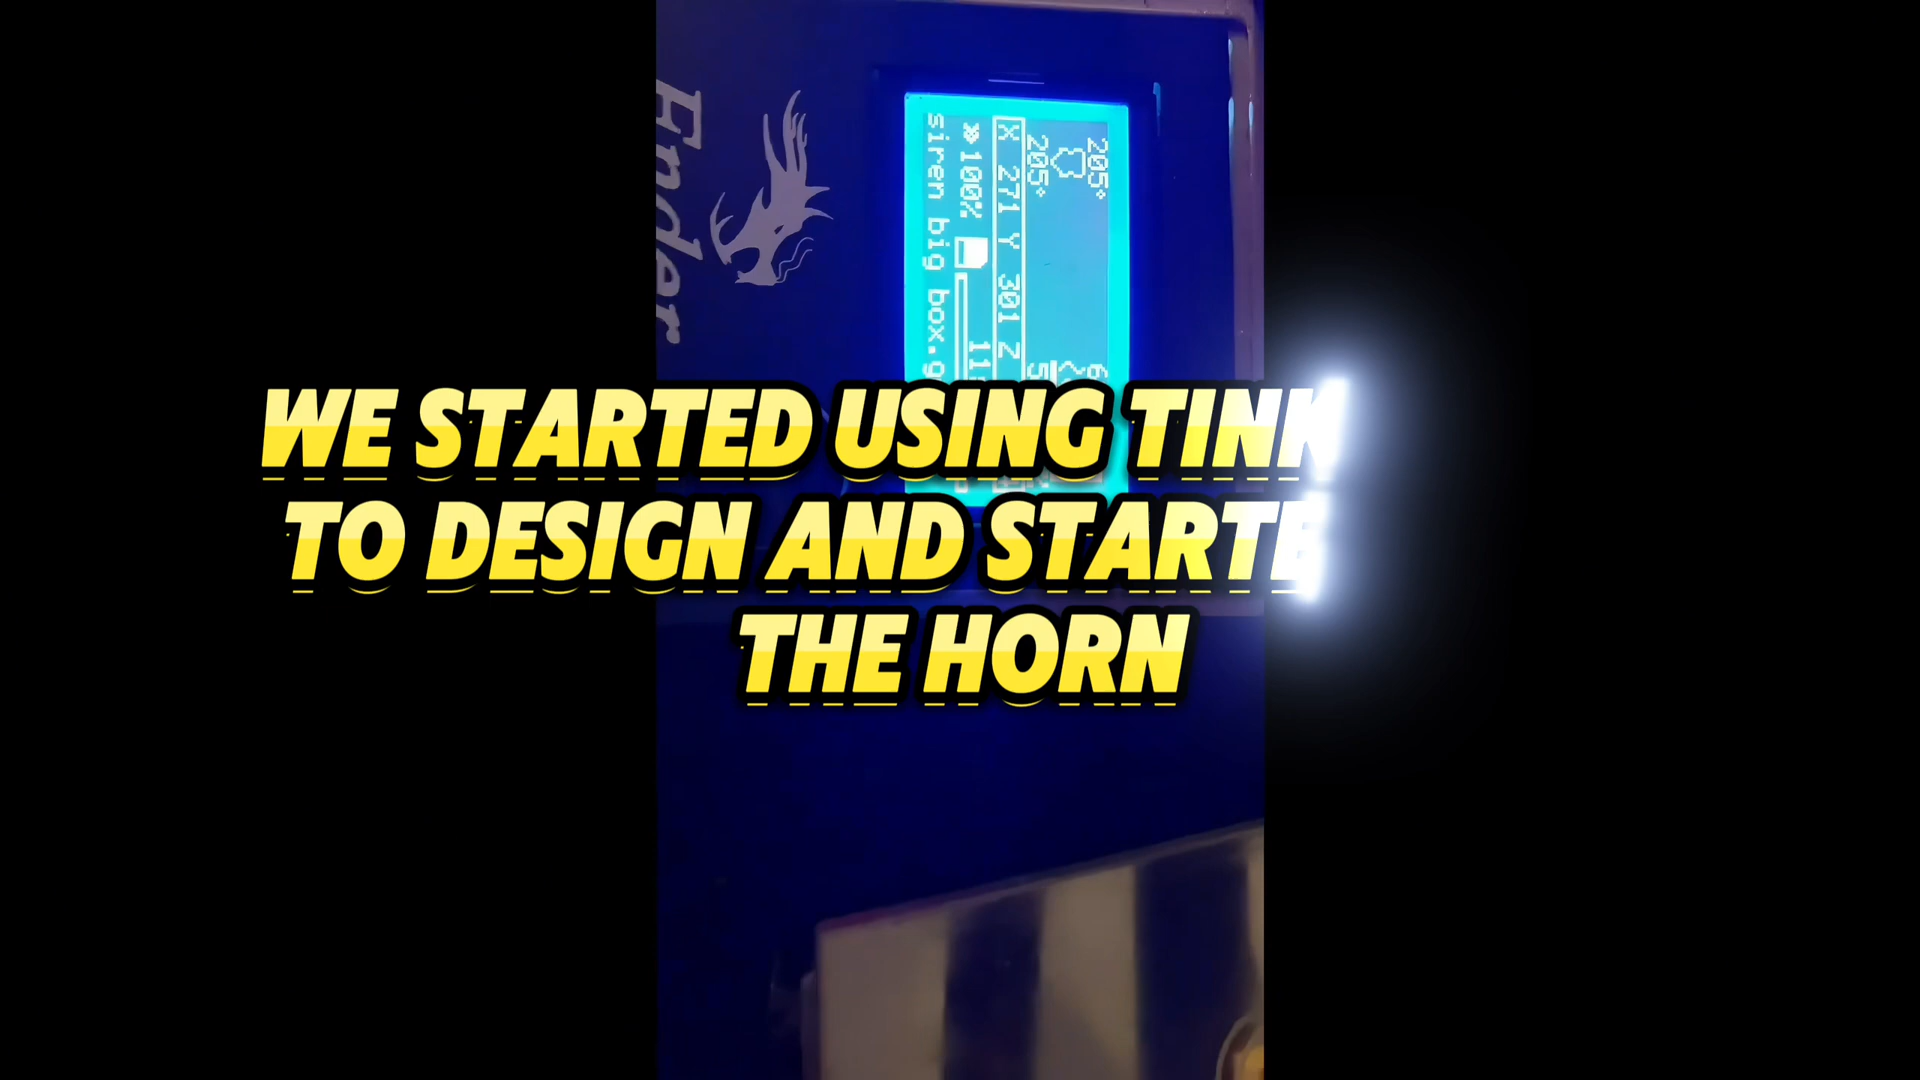 WE STARTED USING TINK
TO DESIGN AND STARTE
THE HORN
Ender
205°
205°
X 271 Y 301 Z
100%
siren big box.g